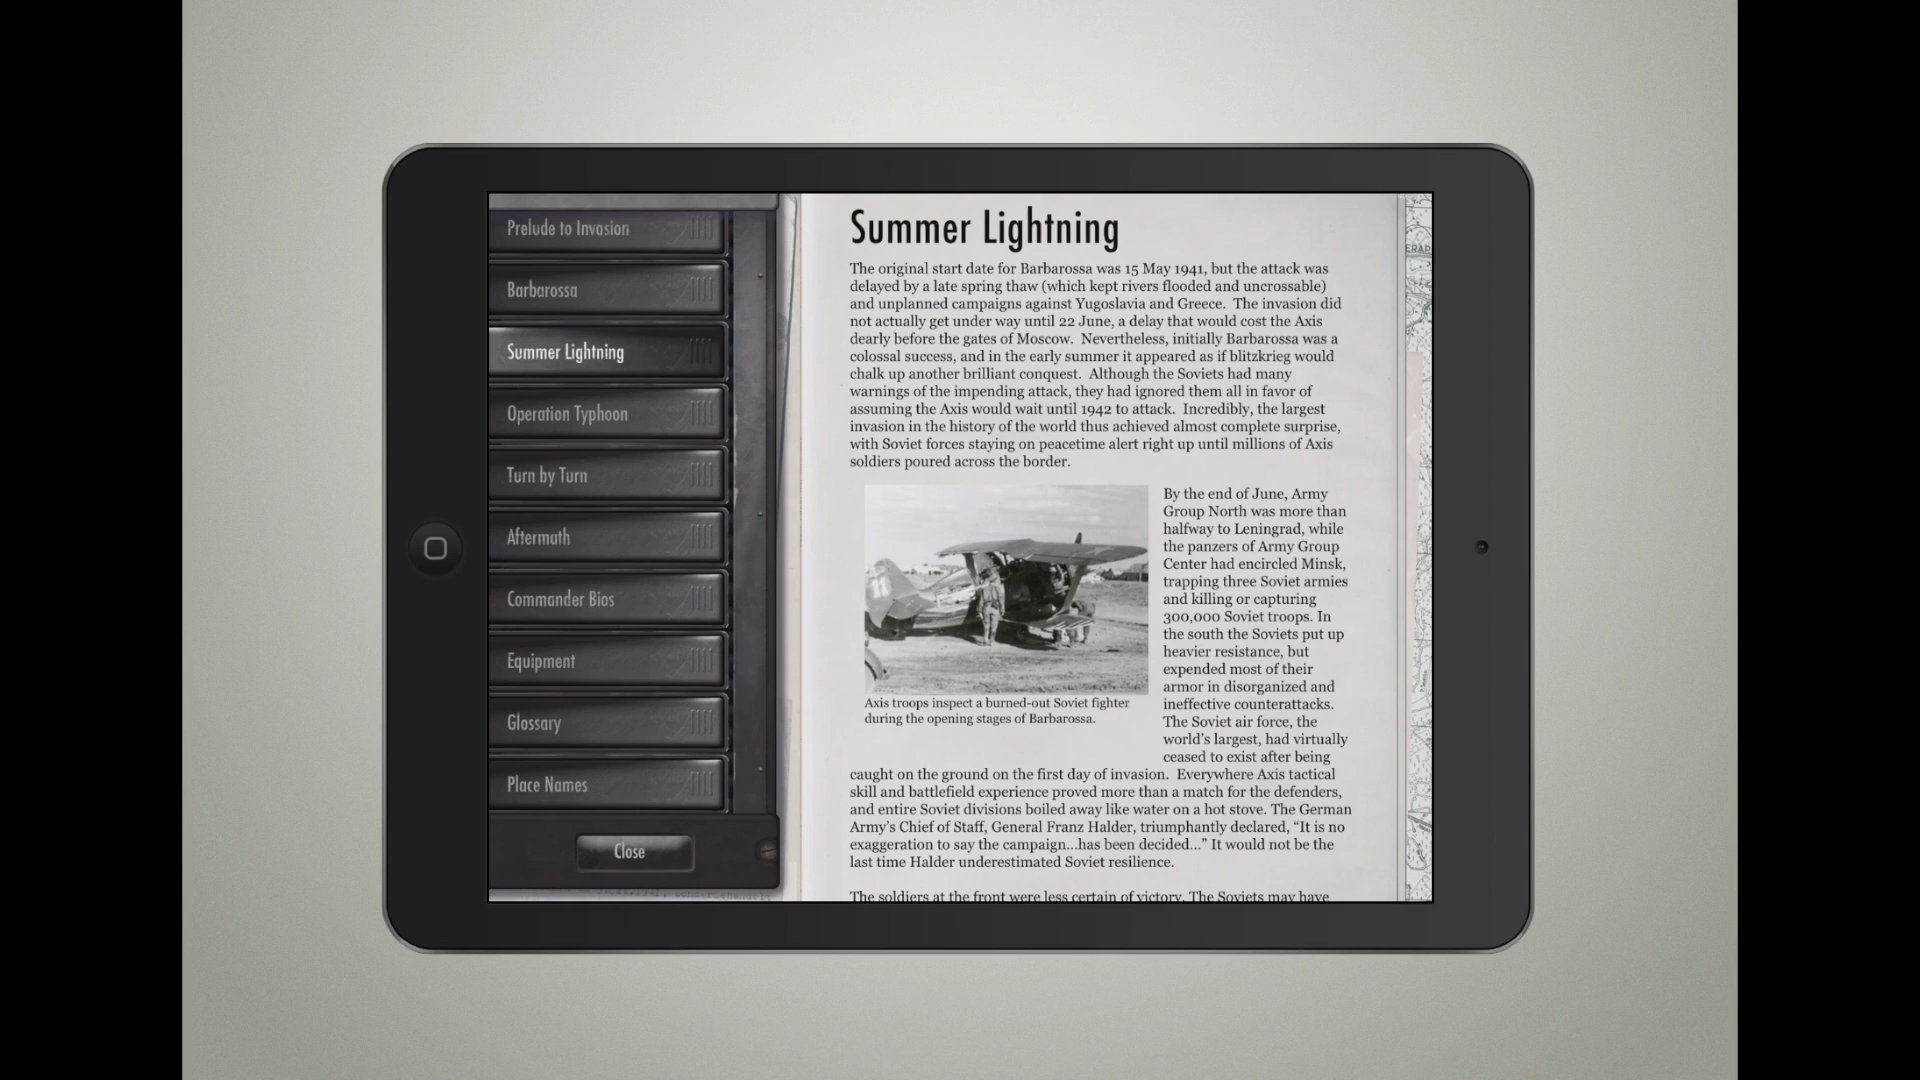 Prelude to Invasion
Barbarossa
Summer Lightning
Operation Typhoon
Turn by Turn
Aftermath
Commander Bios
Equipment
Glossary
Place Names
Close
Summer Lightning
The original start date for Barbarossa was 15 May 1941, but the attack was
delayed by a late spring thaw (which kept rivers flooded and uncrossable)
and unplanned campaigns against Yugoslavia and Greece.  The invasion did
not actually get under way until 22 June, a delay that would cost the Axis
dearly before the gates of Moscow.  Nevertheless, initially Barbarossa was a
colossal success, and in the early summer it appeared as if blitzkrieg would
chalk up another brilliant conquest.  Although the Soviets had many
warnings of the impending attack, they had ignored them all in favor of
assuming the Axis would wait until 1942 to attack.  Incredibly, the largest
invasion in the history of the world thus achieved almost complete surprise,
with Soviet forces staying on peacetime alert right up until millions of Axis
soldiers poured across the border.
Axis troops inspect a burned-out Soviet fighter
during the opening stages of Barbarossa.
By the end of June, Army
Group North was more than
halfway to Leningrad, while
the panzers of Army Group
Center had encircled Minsk,
trapping three Soviet armies
and killing or capturing
300,000 Soviet troops. In
the south the Soviets put up
heavier resistance, but
expended most of their
armor in disorganized and
ineffective counterattacks.
The Soviet air force, the
world's largest, had virtually
ceased to exist after being
caught on the ground on the first day of invasion.  Everywhere Axis tactical
skill and battlefield experience proved more than a match for the defenders,
and entire Soviet divisions boiled away like water on a hot stove. The German
Army's Chief of Staff, General Franz Halder, triumphantly declared, "It is no
exaggeration to say the campaign...has been decided..." It would not be the
last time Halder underestimated Soviet resilience.
The soldiers at the front were less certain of victory. The Soviets may have